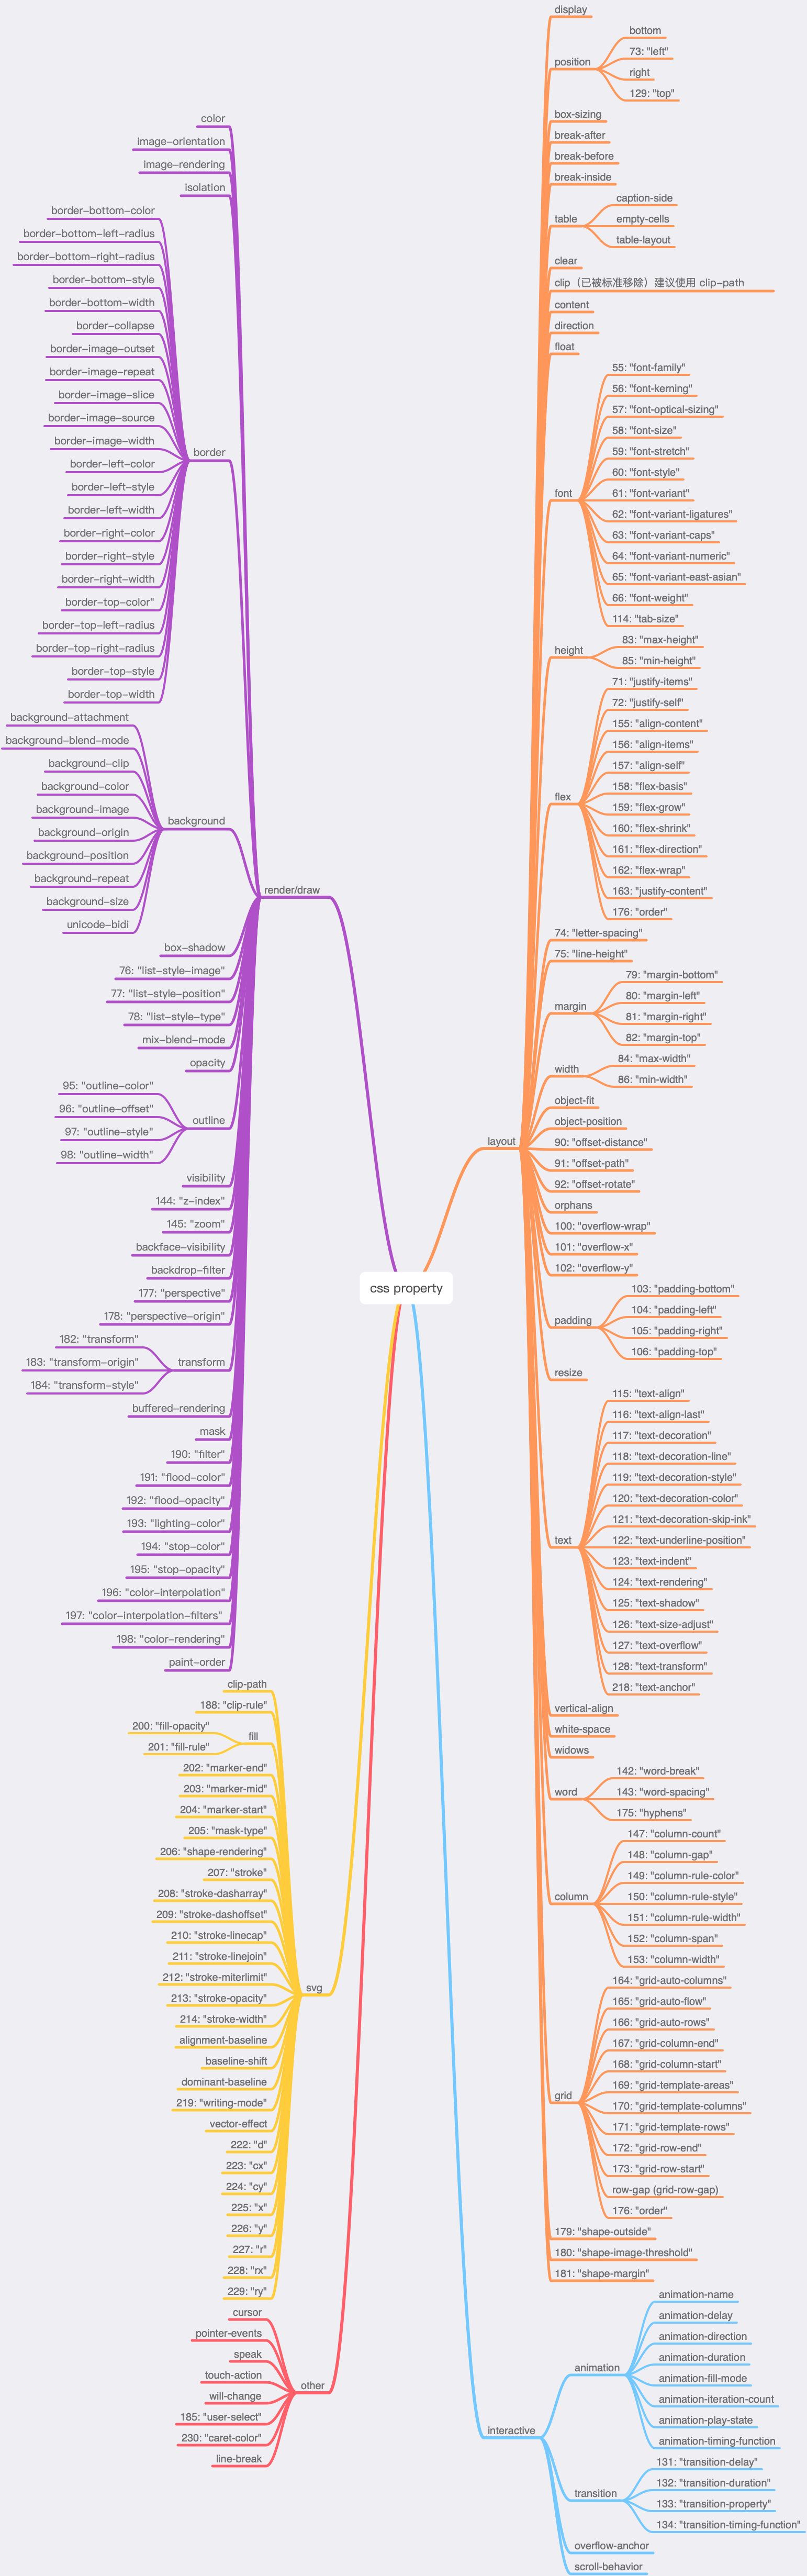 css property
render/draw
color
image-orientation
image-rendering
isolation
border
border-bottom-color
border-bottom-left-radius
border-bottom-right-radius
border-bottom-style
border-bottom-width
border-collapse
border-image-outset
border-image-repeat
border-image-slice
border-image-source
border-image-width
border-left-color
border-left-style
border-left-width
border-right-color
border-right-style
border-right-width
border-top-color"
border-top-left-radius
border-top-right-radius
border-top-style
border-top-width
background
background-attachment
background-blend-mode
background-clip
background-color
background-image
background-origin
background-position
background-repeat
background-size
unicode-bidi
box-shadow
76: "list-style-image"
77: "list-style-position"
78: "list-style-type"
mix-blend-mode
opacity
outline
95: "outline-color"
96: "outline-offset"
97: "outline-style"
98: "outline-width"
visibility
144: "z-index"
145: "zoom"
backface-visibility
backdrop-filter
177: "perspective"
178: "perspective-origin"
transform
182: "transform"
183: "transform-origin"
184: "transform-style"
buffered-rendering
mask
190: "filter"
191: "flood-color"
192: "flood-opacity"
193: "lighting-color"
194: "stop-color"
195: "stop-opacity"
196: "color-interpolation"
197: "color-interpolation-filters"
198: "color-rendering"
paint-order
svg
clip-path
188: "clip-rule"
fill
200: "fill-opacity"
201: "fill-rule"
202: "marker-end"
203: "marker-mid"
204: "marker-start"
205: "mask-type"
206: "shape-rendering"
207: "stroke"
208: "stroke-dasharray"
209: "stroke-dashoffset"
210: "stroke-linecap"
211: "stroke-linejoin"
212: "stroke-miterlimit"
213: "stroke-opacity"
214: "stroke-width"
alignment-baseline
baseline-shift
dominant-baseline
219: "writing-mode"
vector-effect
222: "d"
223: "cx"
224: "cy"
225: "x"
226: "y"
227: "r"
228: "rx"
229: "ry"
other
cursor
pointer-events
speak
touch-action
will-change
185: "user-select"
230: "caret-color"
line-break
layout
display
position
bottom
73: "left"
right
129: "top"
box-sizing
break-after
break-before
break-inside
table
caption-side
empty-cells
table-layout
clear
clip（已被标准移除）建议使用 clip-path
content
direction
float
font
55: "font-family"
56: "font-kerning"
57: "font-optical-sizing"
58: "font-size"
59: "font-stretch"
60: "font-style"
61: "font-variant"
62: "font-variant-ligatures"
63: "font-variant-caps"
64: "font-variant-numeric"
65: "font-variant-east-asian"
66: "font-weight"
114: "tab-size"
height
83: "max-height"
85: "min-height"
flex
71: "justify-items"
72: "justify-self"
155: "align-content"
156: "align-items"
157: "align-self"
158: "flex-basis"
159: "flex-grow"
160: "flex-shrink"
161: "flex-direction"
162: "flex-wrap"
163: "justify-content"
176: "order"
74: "letter-spacing"
75: "line-height"
margin
79: "margin-bottom"
80: "margin-left"
81: "margin-right"
82: "margin-top"
width
84: "max-width"
86: "min-width"
object-fit
object-position
90: "offset-distance"
91: "offset-path"
92: "offset-rotate"
orphans
100: "overflow-wrap"
101: "overflow-x"
102: "overflow-y"
padding
103: "padding-bottom"
104: "padding-left"
105: "padding-right"
106: "padding-top"
resize
text
115: "text-align"
116: "text-align-last"
117: "text-decoration"
118: "text-decoration-line"
119: "text-decoration-style"
120: "text-decoration-color"
121: "text-decoration-skip-ink"
122: "text-underline-position"
123: "text-indent"
124: "text-rendering"
125: "text-shadow"
126: "text-size-adjust"
127: "text-overflow"
128: "text-transform"
218: "text-anchor"
vertical-align
white-space
widows
word
142: "word-break"
143: "word-spacing"
175: "hyphens"
column
147: "column-count"
148: "column-gap"
149: "column-rule-color"
150: "column-rule-style"
151: "column-rule-width"
152: "column-span"
153: "column-width"
grid
164: "grid-auto-columns"
165: "grid-auto-flow"
166: "grid-auto-rows"
167: "grid-column-end"
168: "grid-column-start"
169: "grid-template-areas"
170: "grid-template-columns"
171: "grid-template-rows"
172: "grid-row-end"
173: "grid-row-start"
row-gap (grid-row-gap)
176: "order"
179: "shape-outside"
180: "shape-image-threshold"
181: "shape-margin"
interactive
animation
animation-name
animation-delay
animation-direction
animation-duration
animation-fill-mode
animation-iteration-count
animation-play-state
animation-timing-function
transition
131: "transition-delay"
132: "transition-duration"
133: "transition-property"
134: "transition-timing-function"
overflow-anchor
scroll-behavior